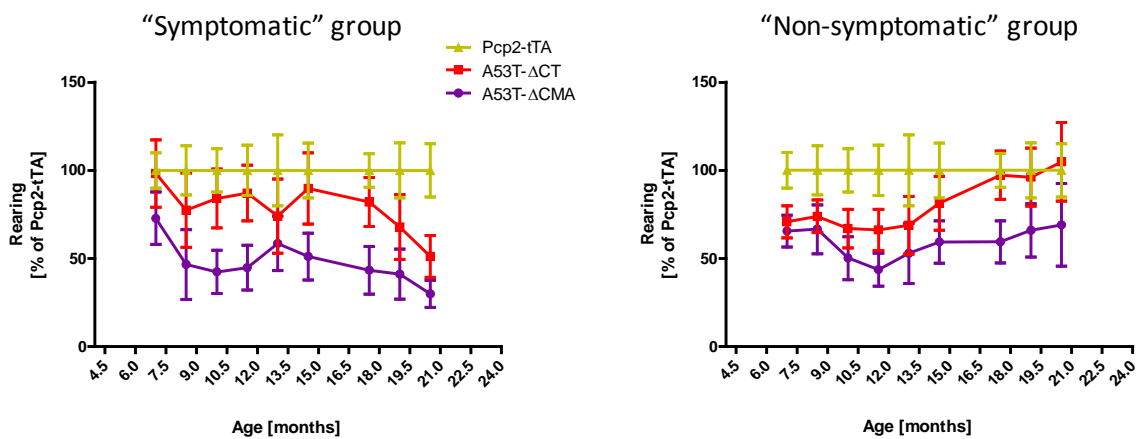 “Symptomatic” group
“Non-symptomatic” group
Pcp2-tTA
A53T-ΔCT
A53T-ΔCMA
150
100
50
0
Rearing
[% of Pcp2-tTA]
4.5 6.0 7.5 9.0 10.5 12.0 13.5 15.0 16.5 18.0 19.5 21.0 24.0
Age [months]
150
100
50
0
Rearing
[% of Pcp2-tTA]
4.5 6.0 7.5 9.0 10.5 12.0 13.5 15.0 16.5 18.0 19.5 21.0 24.0
Age [months]